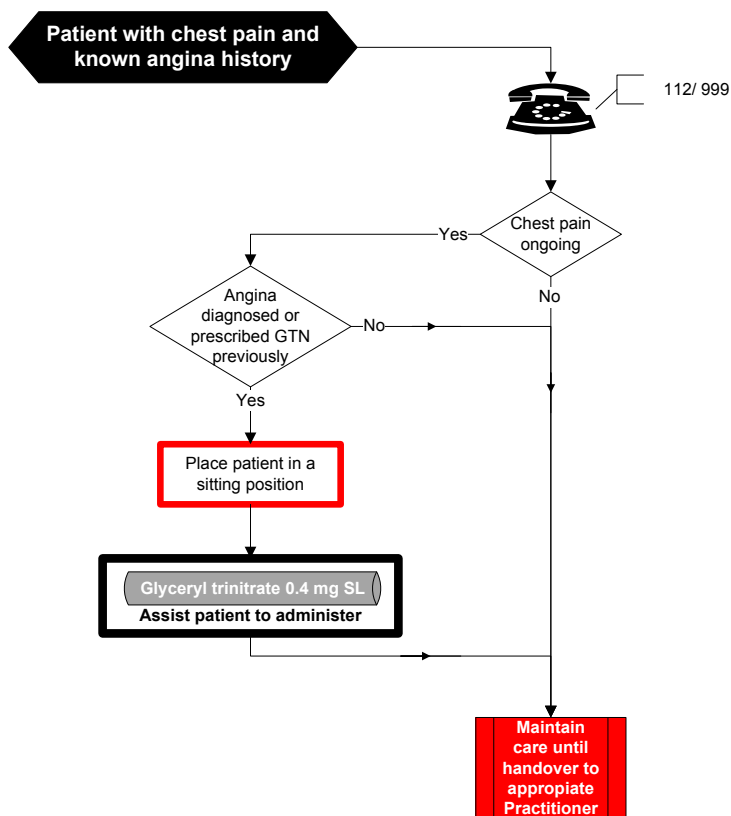 Patient with chest pain and
known angina history
112/ 999
Chest pain
ongoing
Yes
No
Angina
diagnosed or
prescribed GTN
previously
No
Yes
Place patient in a
sitting position
Glyceryl trinitrate 0.4 mg SL
Assist patient to administer
Maintain
care until
handover to
appropiate
Practitioner